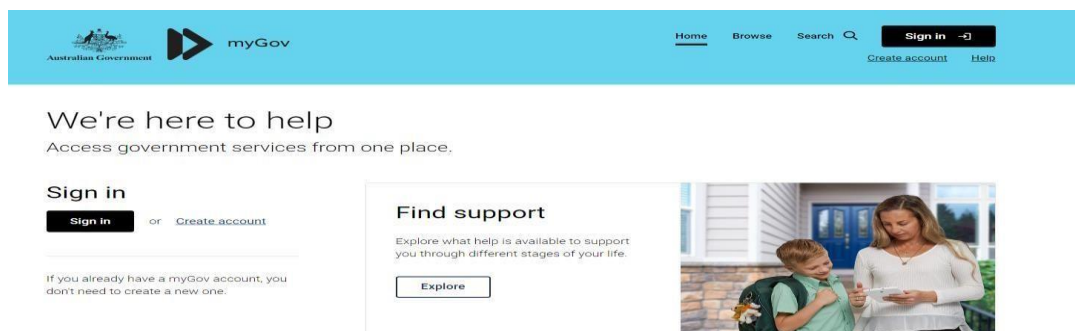 Australian Government
myGov
Home Browse Search Sign in
Create account Help
We're here to help
Access government services from one place.
Sign in
Sign in or Create account
If you already have a myGov account, you
don't need to create a new one.
Find support
Explore what help is available to support
you through different stages of your life.
Explore